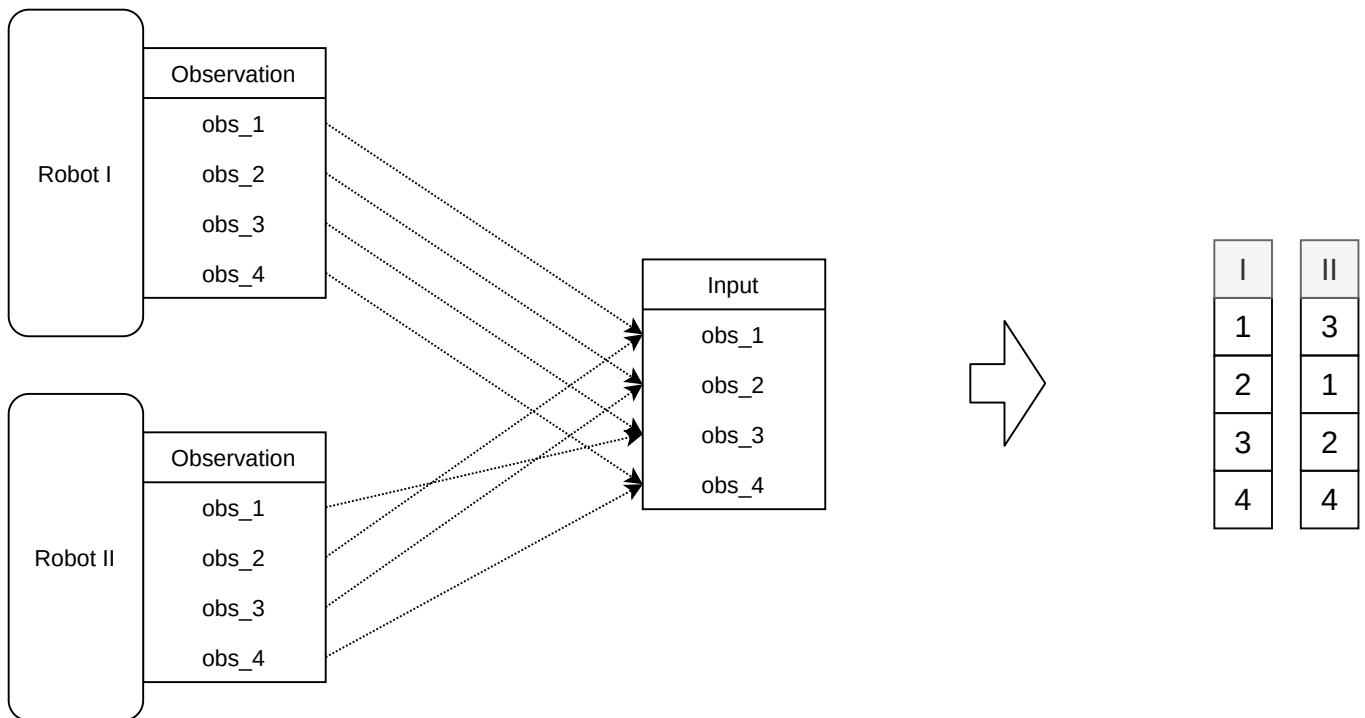 Robot I
Observation
obs_1
obs_2
obs_3
obs_4
Robot II
Observation
obs_1
obs_2
obs_3
obs_4
Input
obs_1
obs_2
obs_3
obs_4
I II
1 3
2 1
3 2
4 4